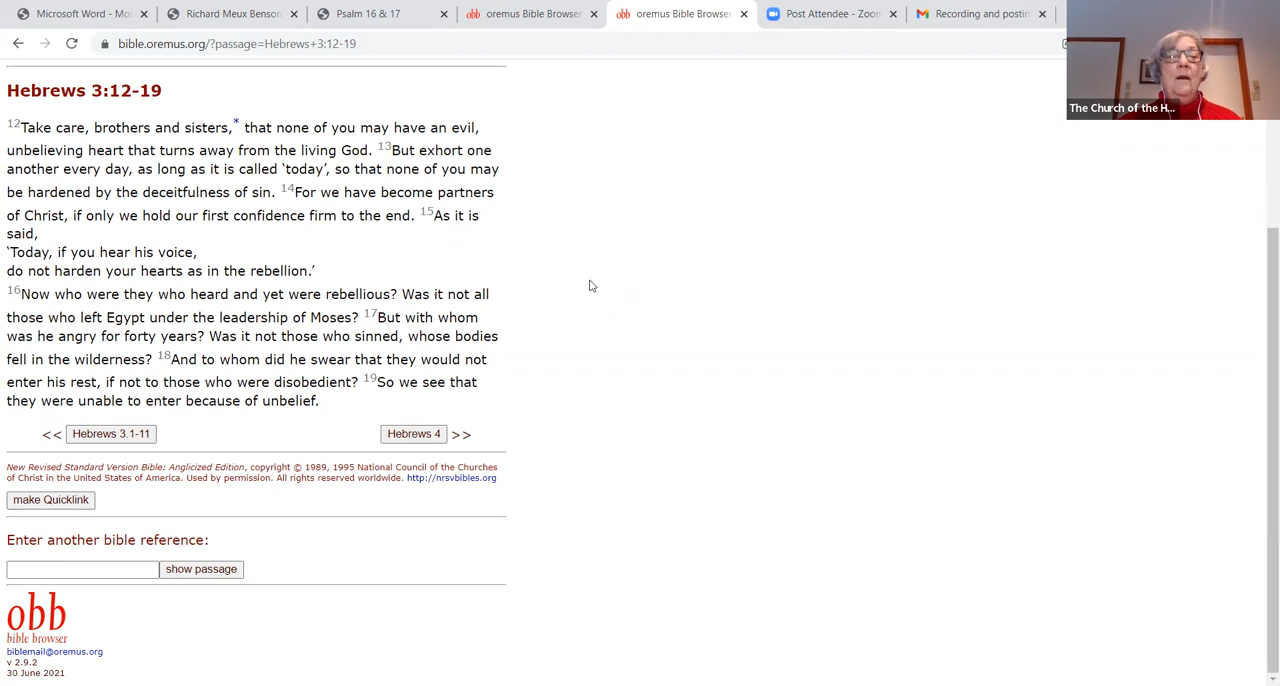 Microsoft Word - Mor
Richard Meux Benson
Psalm 16 & 17
oremus Bible Browser
oremus Bible Browser
Post Attendee - Zoom
Recording and postin
bible.oremus.org/?passage=Hebrews+3:12-19
The Church of the H...
Hebrews 3:12-19
12Take care, brothers and sisters,* that none of you may have an evil,
unbelieving heart that turns away from the living God. 13But exhort one
another every day, as long as it is called ‘today’, so that none of you may
be hardened by the deceitfulness of sin. 14For we have become partners
of Christ, if only we hold our first confidence firm to the end. 15As it is
said,
‘Today, if you hear his voice,
do not harden your hearts as in the rebellion.’
16Now who were they who heard and yet were rebellious? Was it not all
those who left Egypt under the leadership of Moses? 17But with whom
was he angry for forty years? Was it not those who sinned, whose bodies
fell in the wilderness? 18And to whom did he swear that they would not
enter his rest, if not to those who were disobedient? 19So we see that
they were unable to enter because of unbelief.
<< Hebrews 3.1-11 Hebrews 4 >>
New Revised Standard Version Bible: Anglicized Edition, copyright © 1989, 1995 National Council of the Churches
of Christ in the United States of America. Used by permission. All rights reserved worldwide. http://nrsvbibles.org
make Quicklink
Enter another bible reference:
show passage
obb
bible browser
biblemail@oremus.org
v 2.9.2
30 June 2021